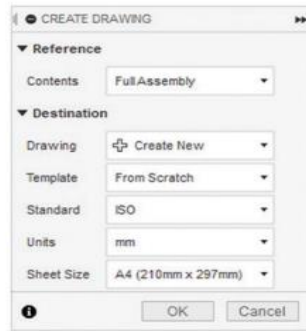 CREATE DRAWING
Reference
Contents Full Assembly
Destination
Drawing Create New
Template From Scratch
Standard ISO
Units mm
Sheet Size A4 (210mm x 297mm)
OK Cancel